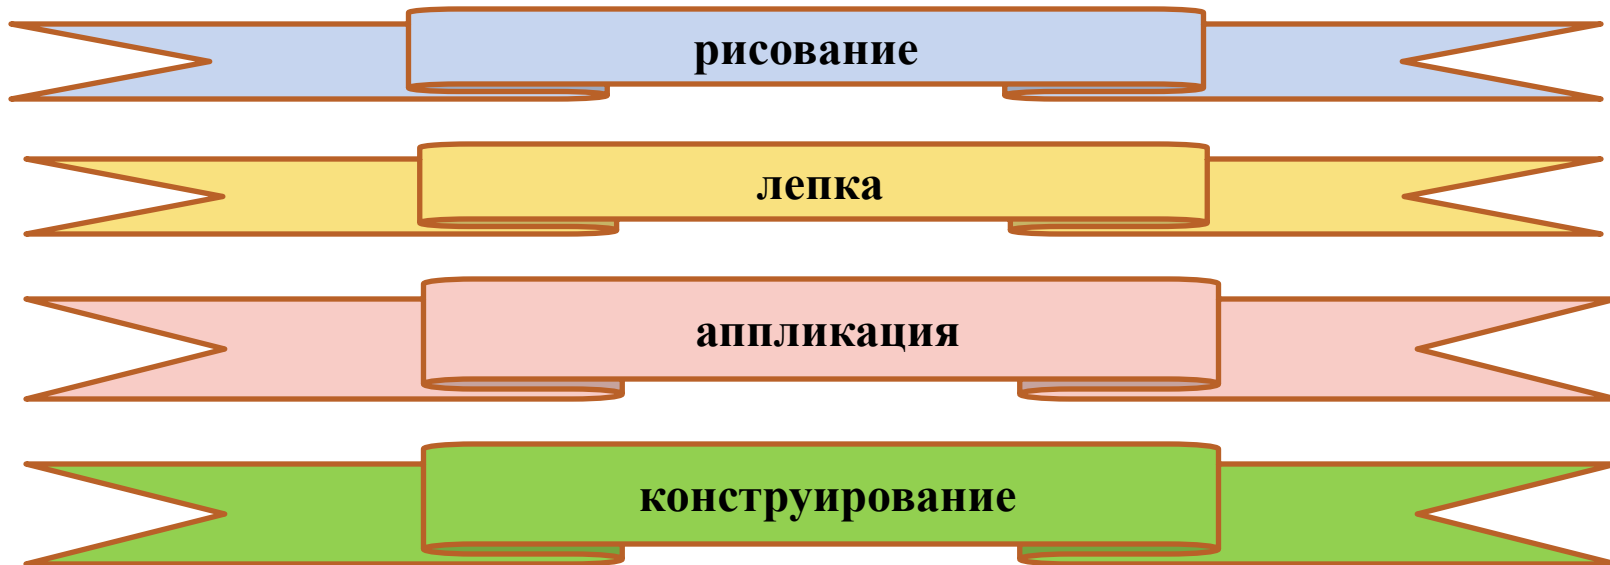 рисование
лепка
аппликация
конструирование